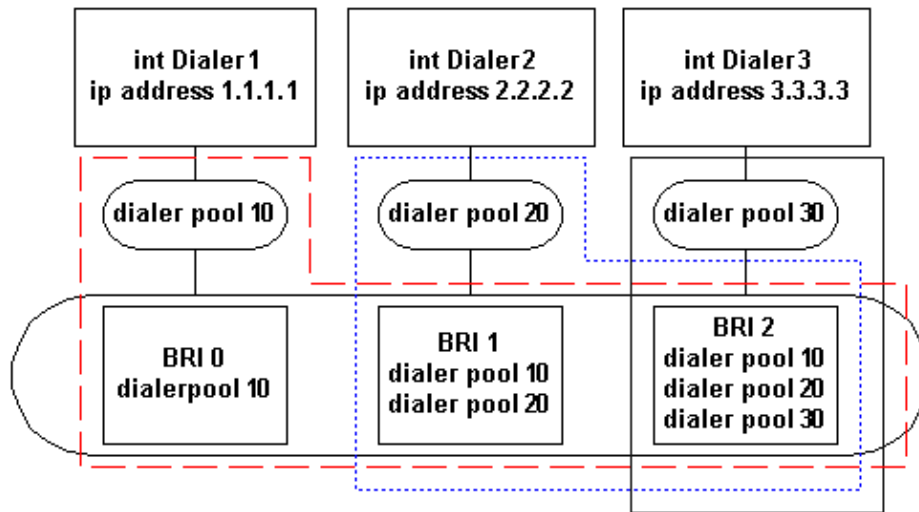 int Dialer1
ip address 1.1.1.1
int Dialer2
ip address 2.2.2.2
int Dialer3
ip address 3.3.3.3
dialer pool 10
dialer pool 20
dialer pool 30
BRI 0
dialerpool 10
BRI 1
dialer pool 10
dialer pool 20
BRI 2
dialer pool 10
dialer pool 20
dialer pool 30